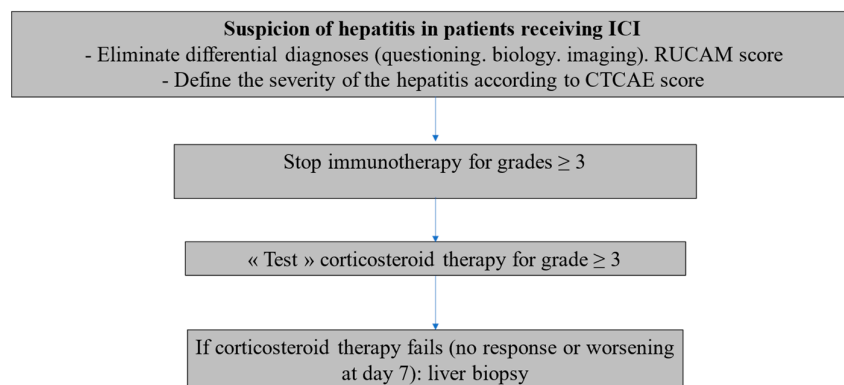 Suspicion of hepatitis in patients receiving ICI
- Eliminate differential diagnoses (questioning. biology. imaging). RUCAM score
- Define the severity of the hepatitis according to CTCAE score
Stop immunotherapy for grades ≥ 3
« Test » corticosteroid therapy for grade ≥ 3
If corticosteroid therapy fails (no response or worsening
at day 7): liver biopsy